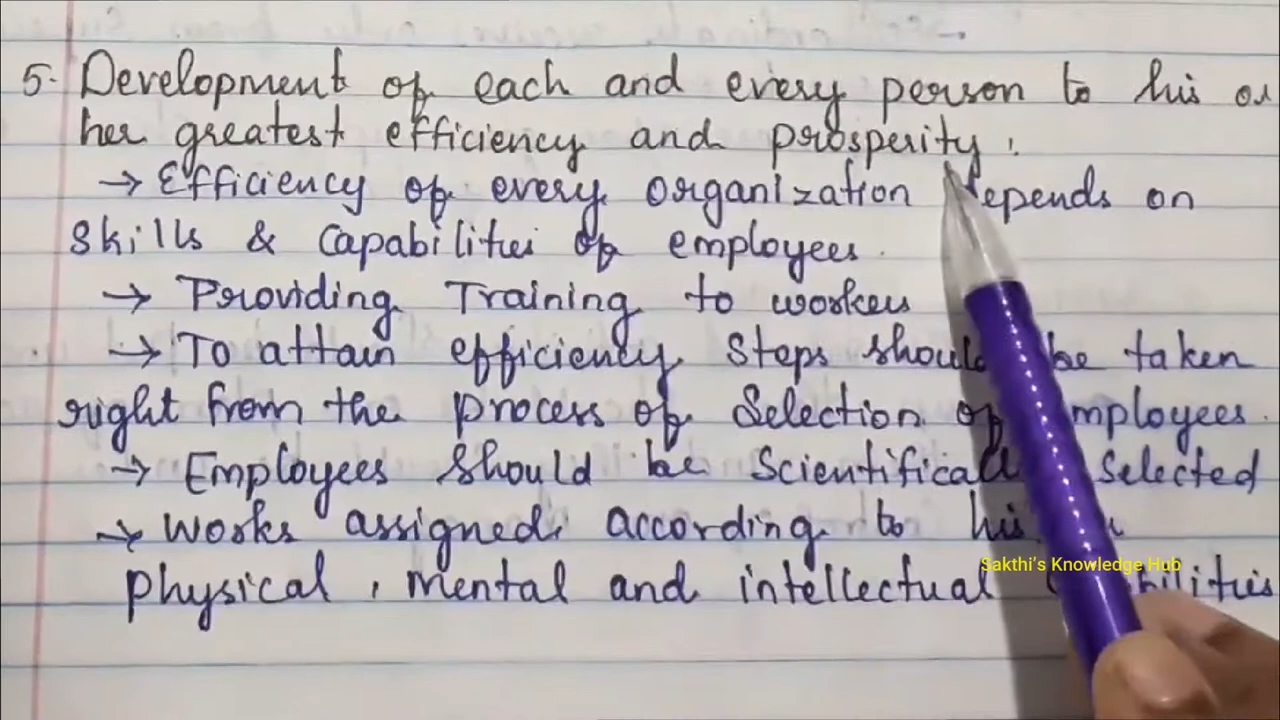 5. Development of each and every person to his or
her greatest efficiency and prosperity.
→ Efficiency of every organization depends on
Skills & Capabilities of employees.
→ Providing Training to workers
→ To attain efficiency Steps should be taken
right from the process of Selection of Employees.
→ Employees should be Scientifically Selected
→ Works assigned according to his
Sakthi's Knowledge Hub
physical, mental and intellectual